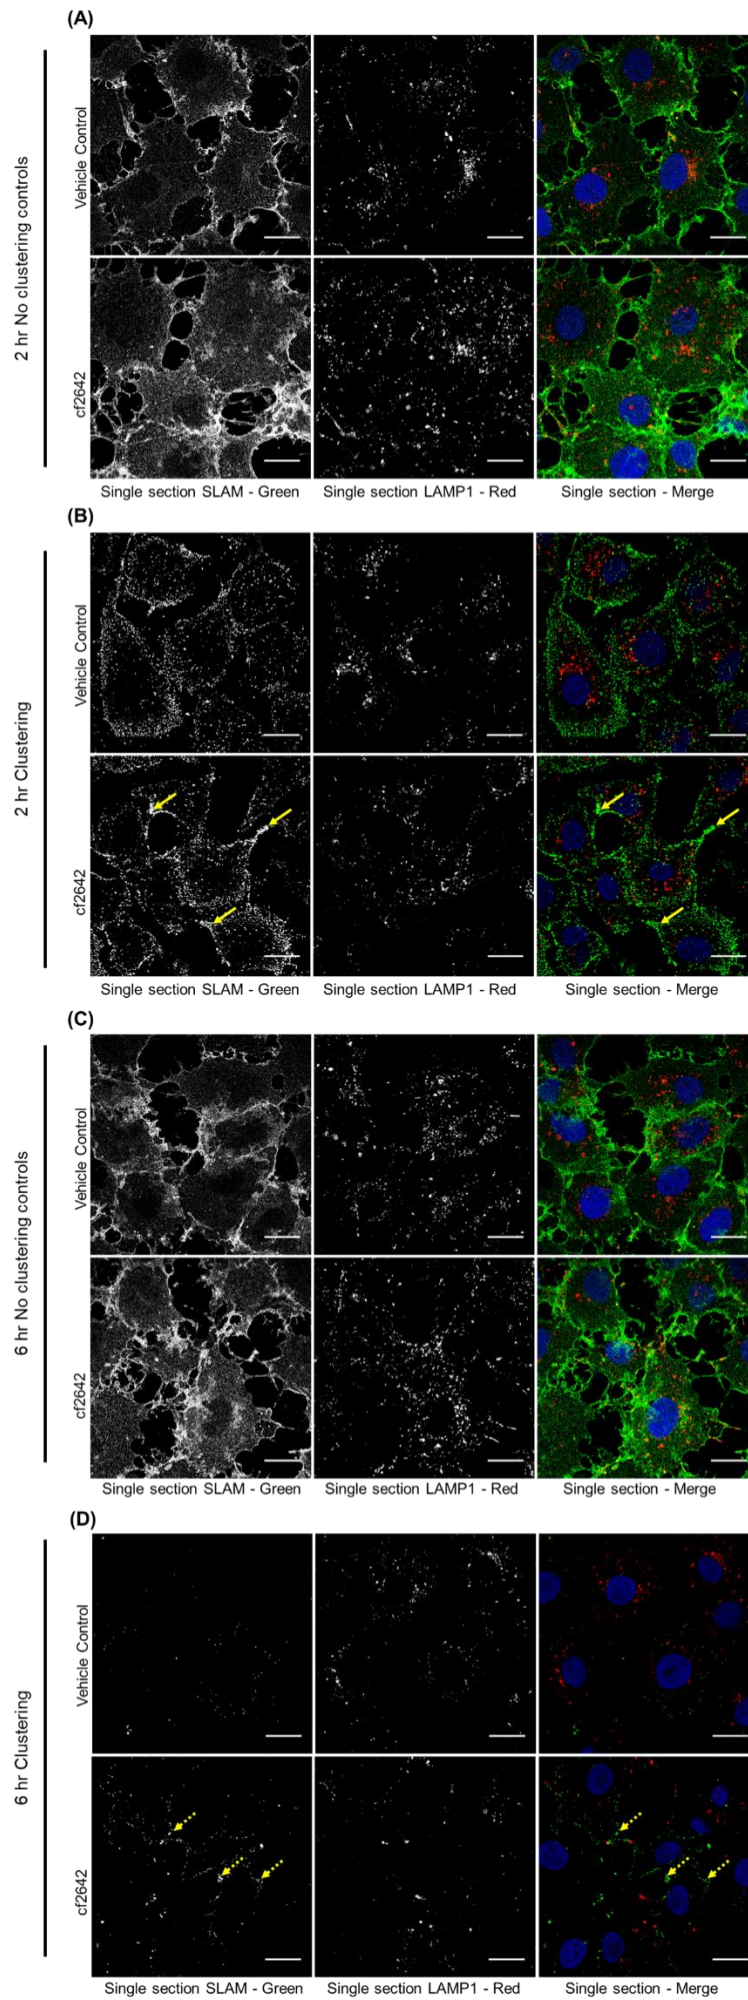 (A)
2 hr No clustering controls
Vehicle Control
cf2642
Single section SLAM - Green
Single section LAMP1 - Red
Single section - Merge
(B)
2 hr Clustering
Vehicle Control
cf2642
Single section SLAM - Green
Single section LAMP1 - Red
Single section - Merge
(C)
6 hr No clustering controls
Vehicle Control
cf2642
Single section SLAM - Green
Single section LAMP1 - Red
Single section - Merge
(D)
6 hr Clustering
Vehicle Control
cf2642
Single section SLAM - Green
Single section LAMP1 - Red
Single section - Merge